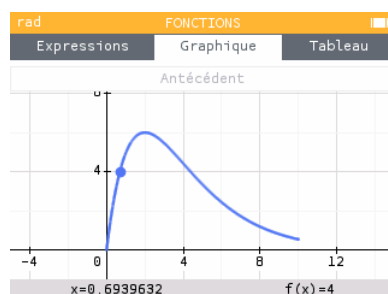 rad FONCTIONS
Expressions Graphique Tableau
Antécédent
4
-4 0 4 8 12
x=0.6939632 f(x)=4